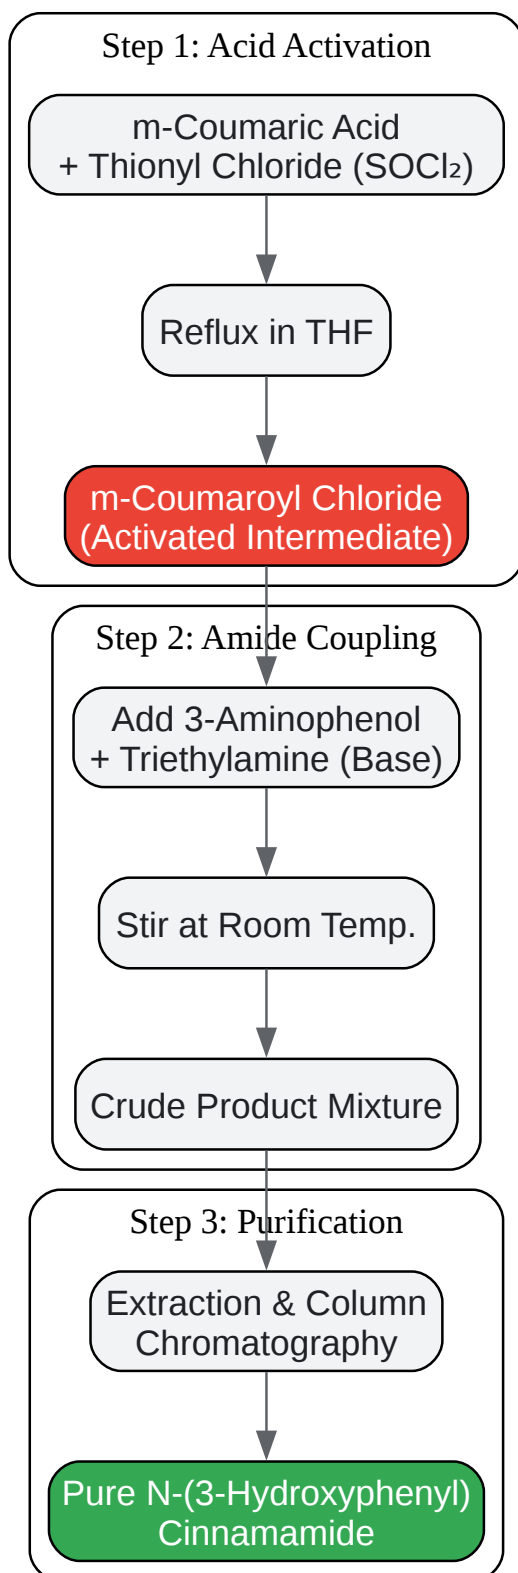 Step 1: Acid Activation
m-Coumaric Acid
+ Thionyl Chloride (SOCl₂)
Reflux in THF
m-Coumaroyl Chloride
(Activated Intermediate)
Step 2: Amide Coupling
Add 3-Aminophenol
+ Triethylamine (Base)
Stir at Room Temp.
Crude Product Mixture
Step 3: Purification
Extraction & Column
Chromatography
Pure N-(3-Hydroxyphenyl)
Cinnamamide